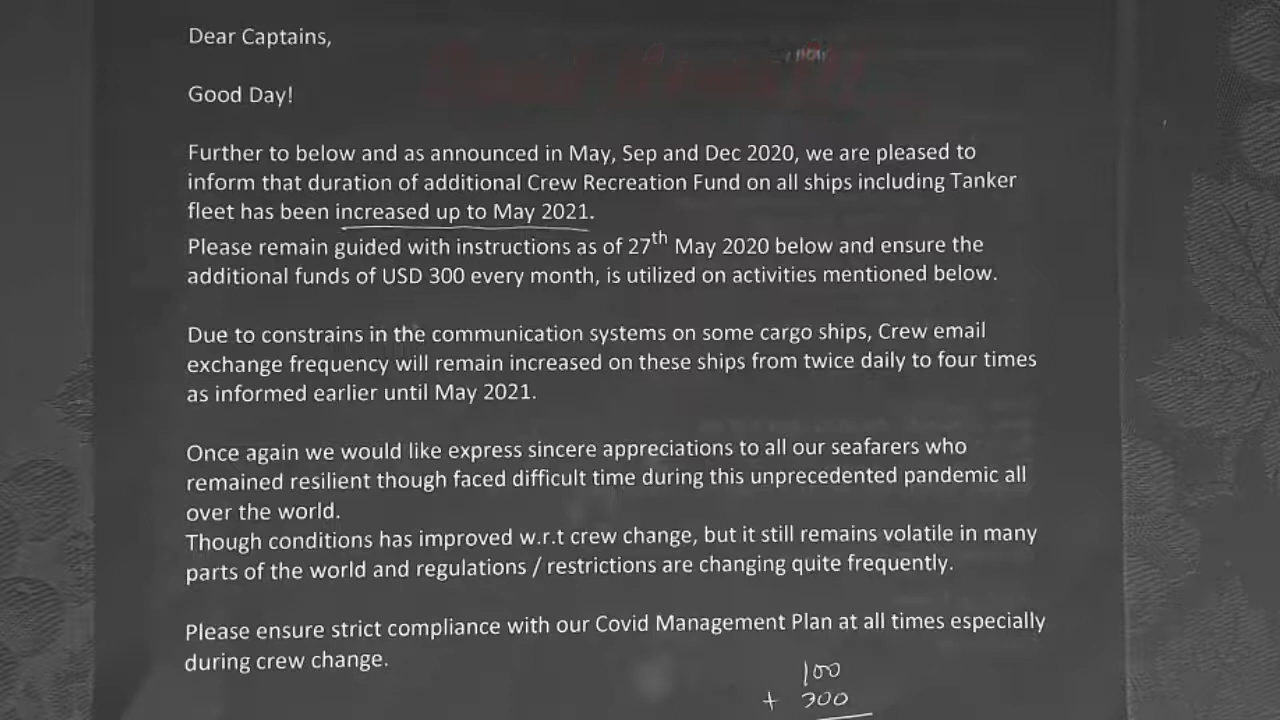 Dear Captains,
Good Day!
Further to below and as announced in May, Sep and Dec 2020, we are pleased to
inform that duration of additional Crew Recreation Fund on all ships including Tanker
fleet has been increased up to May 2021.
Please remain guided with instructions as of 27th May 2020 below and ensure the
additional funds of USD 300 every month, is utilized on activities mentioned below.
Due to constrains in the communication systems on some cargo ships, Crew email
exchange frequency will remain increased on these ships from twice daily to four times
as informed earlier until May 2021.
Once again we would like express sincere appreciations to all our seafarers who
remained resilient though faced difficult time during this unprecedented pandemic all
over the world.
Though conditions has improved w.r.t crew change, but it still remains volatile in many
parts of the world and regulations / restrictions are changing quite frequently.
Please ensure strict compliance with our Covid Management Plan at all times especially
during crew change.
100
+ 300